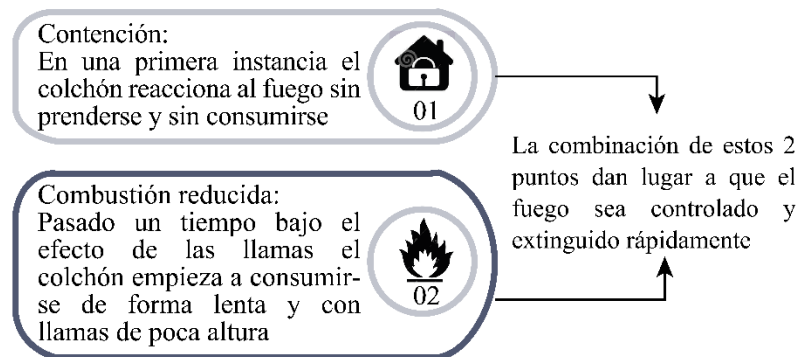 Contención:
En una primera instancia el
colchón reacciona al fuego sin
prenderse y sin consumirse
01
Combustión reducida:
Pasado un tiempo bajo el
efecto de las llamas el
colchón empieza a consumir-
se de forma lenta y con
llamas de poca altura
02
La combinación de estos 2
puntos dan lugar a que el
fuego sea controlado y
extinguido rápidamente